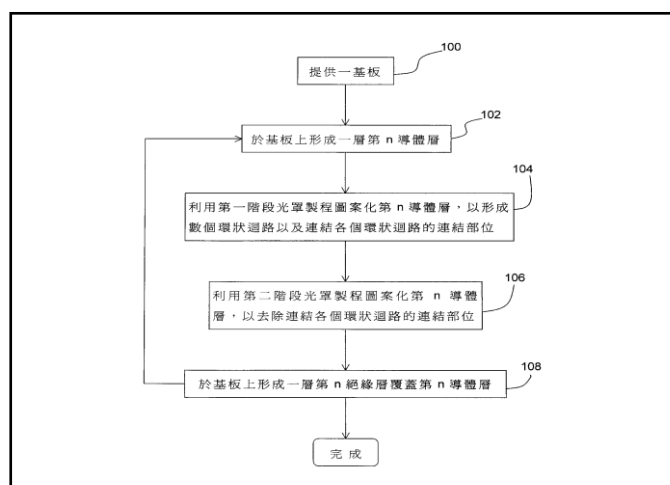 100
提供一基板
102
於基板上形成一層第 n 導體層
104
利用第一階段光罩製程圖案化第 n 導體層，以形成
數個環狀迴路以及連結各個環狀迴路的連結部位
106
利用第二階段光罩製程圖案化第 n 導體
層，以去除連結各個環狀迴路的連結部位
108
於基板上形成一層第 n 絕緣層覆蓋第 n 導體層
完成